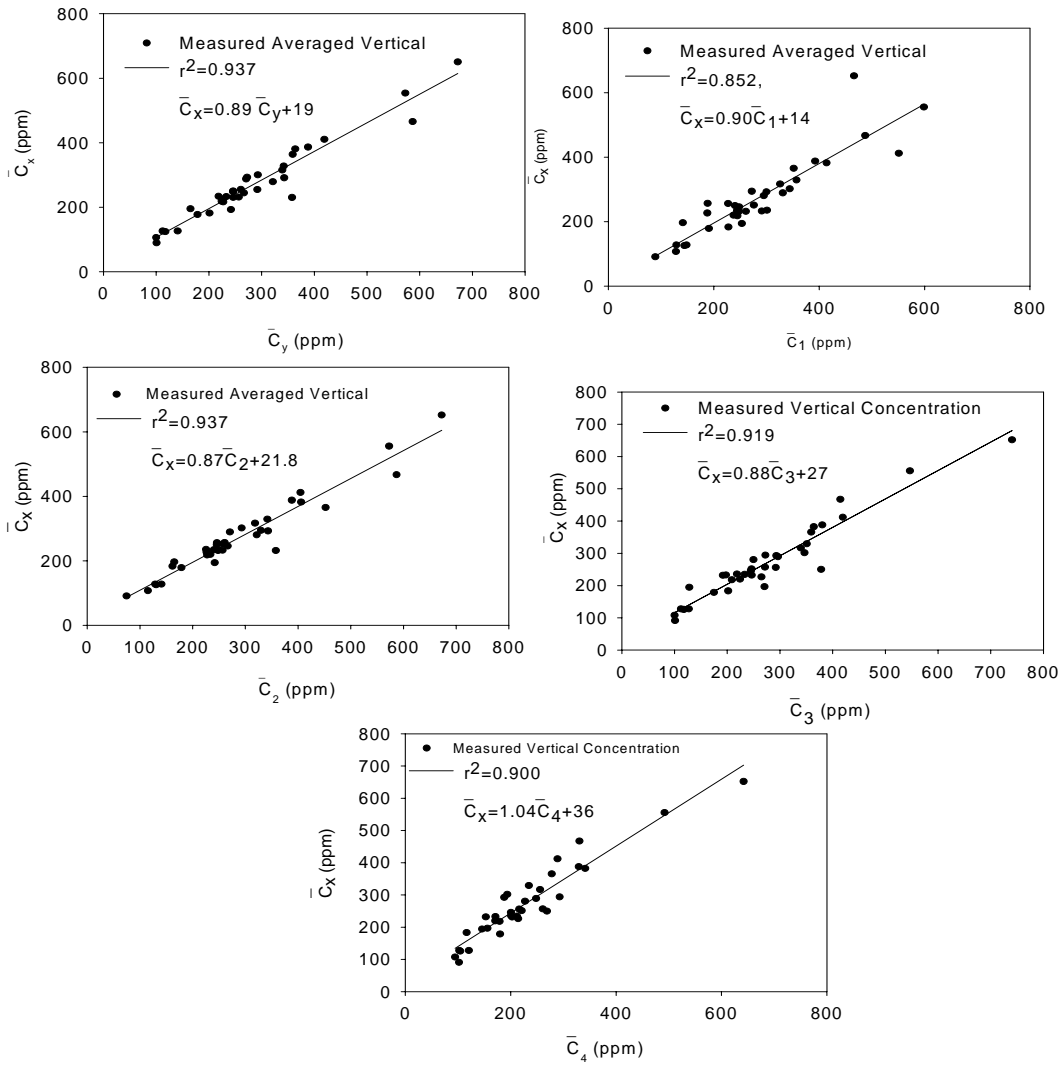 800
600
400
200
0
0 100 200 300 400 500 600 700 800
C̅x (ppm)
C̅y (ppm)
Measured Averaged Vertical
r²=0.937
C̅x=0.89 C̅y+19
800
600
400
200
0
0 200 400 600 800
C̅x (ppm)
C̅1 (ppm)
Measured Averaged Vertical
r²=0.852,
C̅x=0.90C̅1+14
800
600
400
200
0
0 100 200 300 400 500 600 700 800
C̅x (ppm)
C̅2 (ppm)
Measured Averaged Vertical
r²=0.937
C̅x=0.87C̅2+21.8
800
700
600
500
400
300
200
100
0
0 100 200 300 400 500 600 700 800
C̅x (ppm)
C̅3 (ppm)
Measured Vertical Concentration
r²=0.919
C̅x=0.88C̅3+27
800
700
600
500
400
300
200
100
0
0 200 400 600 800
C̅x (ppm)
C̅4 (ppm)
Measured Vertical Concentration
r²=0.900
C̅x=1.04C̅4+36